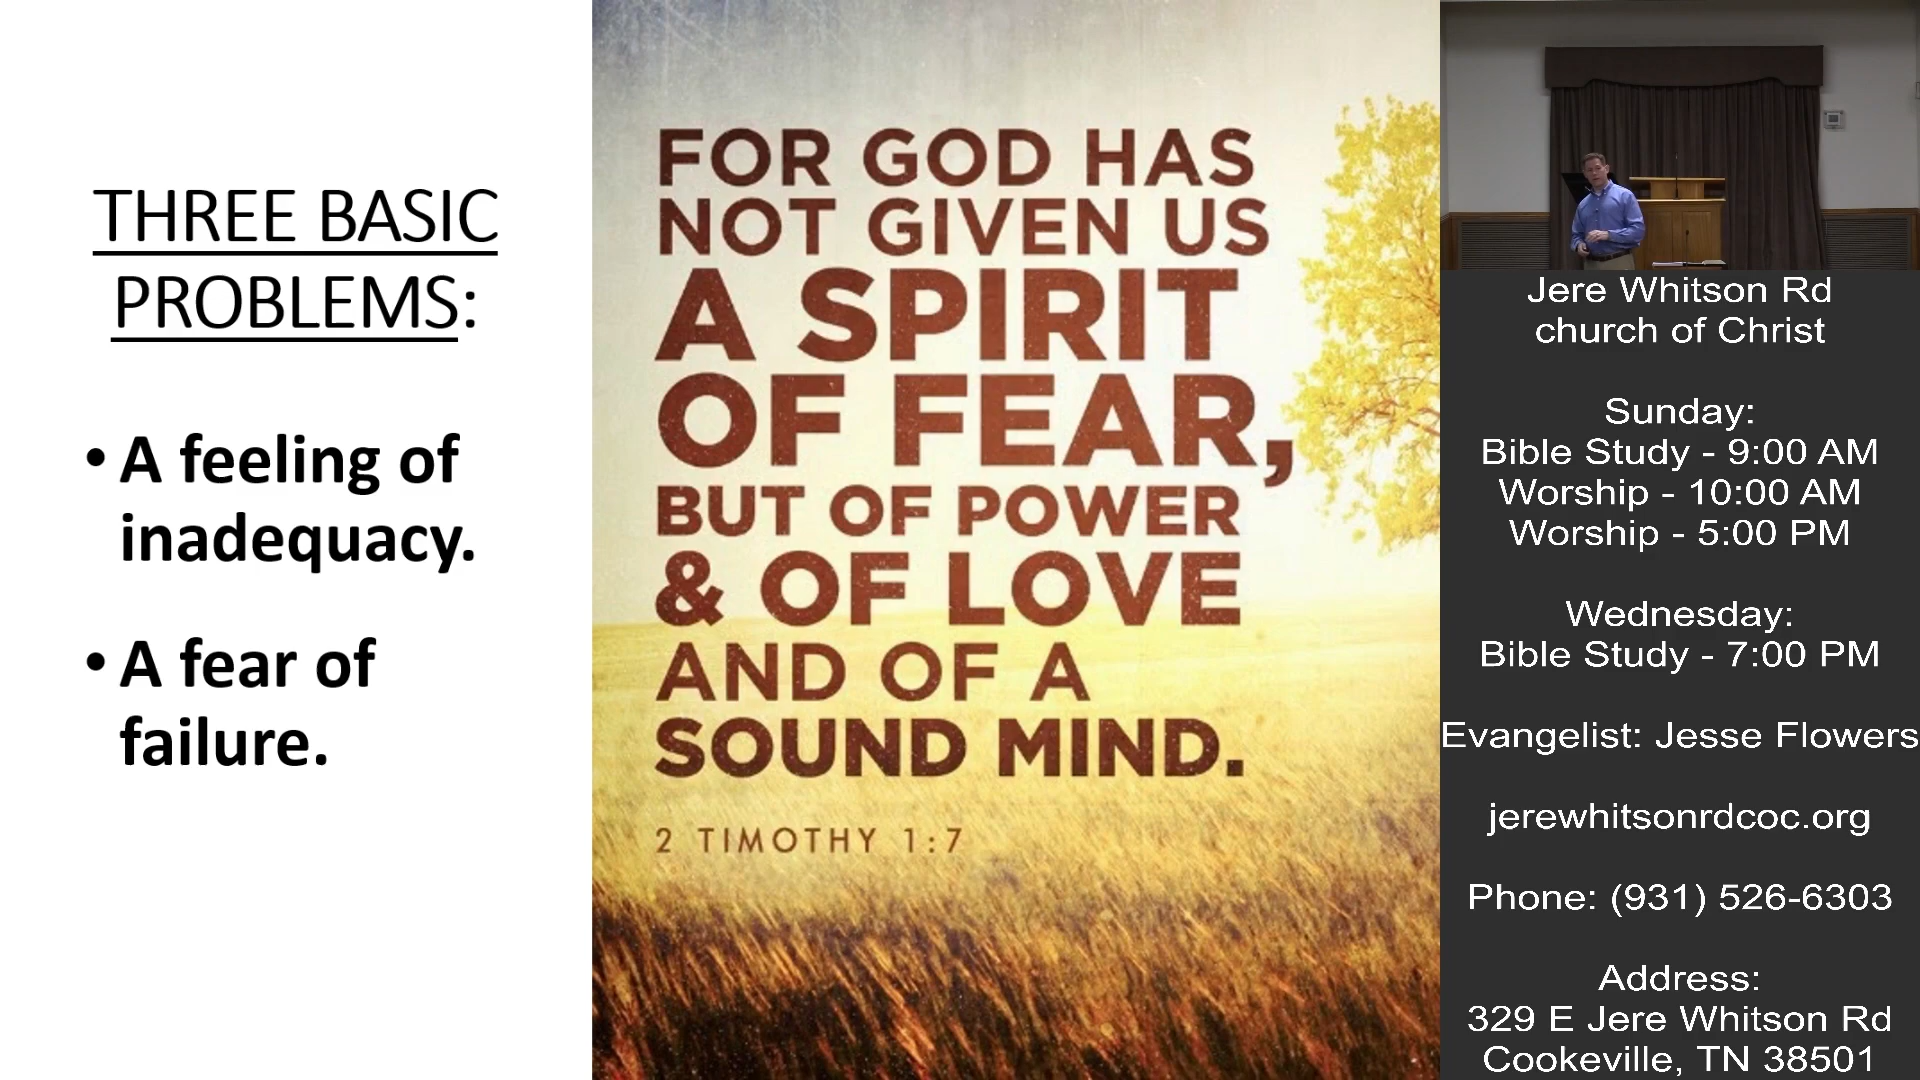 THREE BASIC
PROBLEMS:
• A feeling of
inadequacy.
• A fear of
failure.
FOR GOD HAS
NOT GIVEN US
A SPIRIT
OF FEAR,
BUT OF POWER
& OF LOVE
AND OF A
SOUND MIND.
2 TIMOTHY 1:7
Jere Whitson Rd
church of Christ
Sunday:
Bible Study - 9:00 AM
Worship - 10:00 AM
Worship - 5:00 PM
Wednesday:
Bible Study - 7:00 PM
Evangelist: Jesse Flowers
jerewhitsonrdcoc.org
Phone: (931) 526-6303
Address:
329 E Jere Whitson Rd
Cookeville, TN 38501